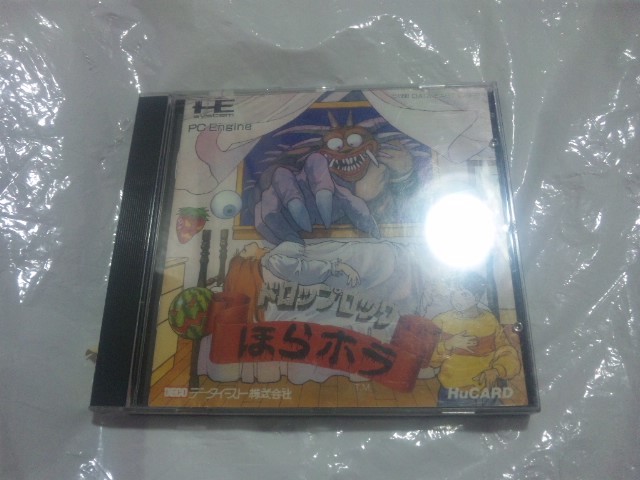 PC Engine
ドロップロック
ほらホラ
DECO データイースト株式会社
HuCARD